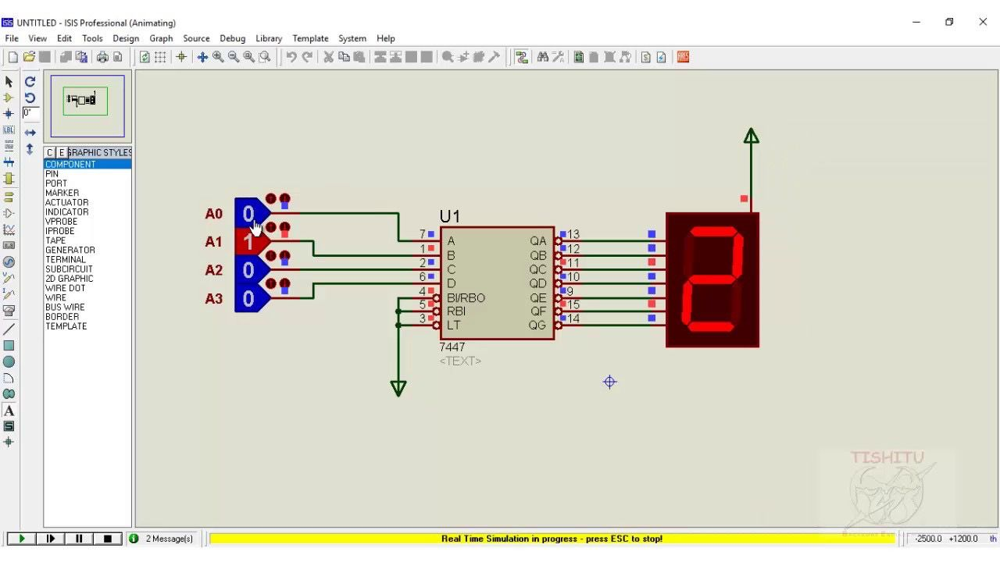 UNTITLED - ISIS Professional (Animating)
File View Edit Tools Design Graph Source Debug Library Template System Help
LBL
ARES
0°
C E GRAPHIC STYLES
COMPONENT
PIN
PORT
MARKER
ACTUATOR
INDICATOR
VPROBE
IPROBE
TAPE
GENERATOR
TERMINAL
SUBCIRCUIT
2D GRAPHIC
WIRE DOT
WIRE
BUS WIRE
BORDER
TEMPLATE
A0 0
A1 1
A2 0
A3 0
U1
7 A QA 13
1 B QB 12
2 C QC 11
6 D QD 10
4 BI/RBO QE 9
5 RBI QF 15
3 LT QG 14
7447
<TEXT>
2
TISHITU
2 Message(s)
Real Time Simulation in progress - press ESC to stop!
-2500.0 +1200.0 th